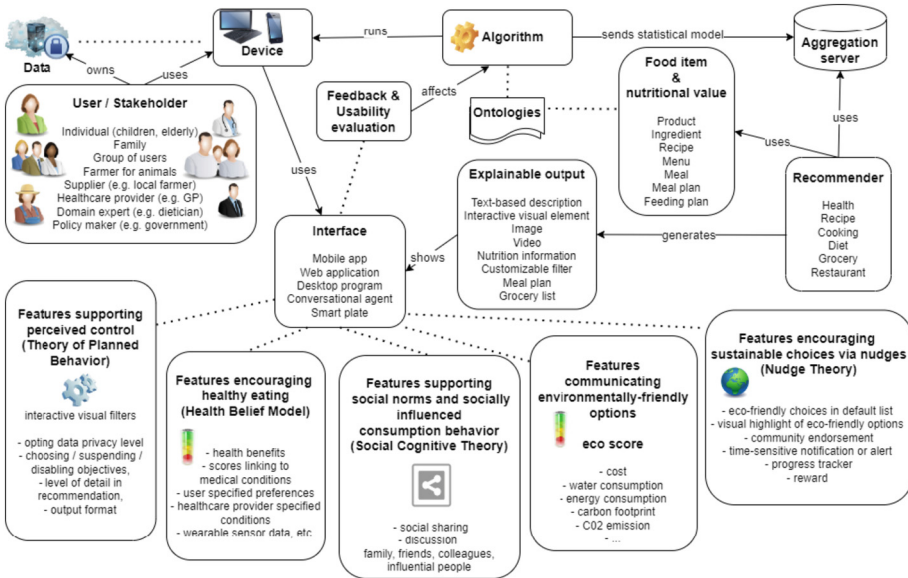 Data
Device
runs
Algorithm
sends statistical model
Aggregation
server
owns
uses
User / Stakeholder
Individual (children, elderly)
Family
Group of users
Farmer for animals
Supplier (e.g. local farmer)
Healthcare provider (e.g. GP)
Domain expert (e.g. dietician)
Policy maker (e.g. government)
Feedback &
Usability
evaluation
affects
Ontologies
Food item
&
nutritional value
Product
Ingredient
Recipe
Menu
Meal
Meal plan
Feeding plan
uses
uses
Recommender
Health
Recipe
Cooking
Diet
Grocery
Restaurant
uses
Explainable output
Text-based description
Interactive visual element
Image
Video
Nutrition information
Customizable filter
Meal plan
Grocery list
generates
shows
Interface
Mobile app
Web application
Desktop program
Conversational agent
Smart plate
Features supporting
perceived control
(Theory of Planned
Behavior)
interactive visual filters
- opting data privacy level
- choosing / suspending /
disabling objectives,
- level of detail in
recommendation,
- output format
Features encouraging
healthy eating
(Health Belief Model)
- health benefits
- scores linking to
medical conditions
- user specified preferences
- healthcare provider specified
conditions
- wearable sensor data, etc
Features supporting
social norms and socially
influenced
consumption behavior
(Social Cognitive Theory)
- social sharing
- discussion
family, friends, colleagues,
influential people
Features
communicating
environmentally-friendly
options
eco score
- cost
- water consumption
- energy consumption
- carbon footprint
- C02 emission
- ...
Features encouraging
sustainable choices via nudges
(Nudge Theory)
- eco-friendly choices in default list
- visual highlight of eco-friendly options
- community endorsement
- time-sensitive notification or alert
- progress tracker
- reward